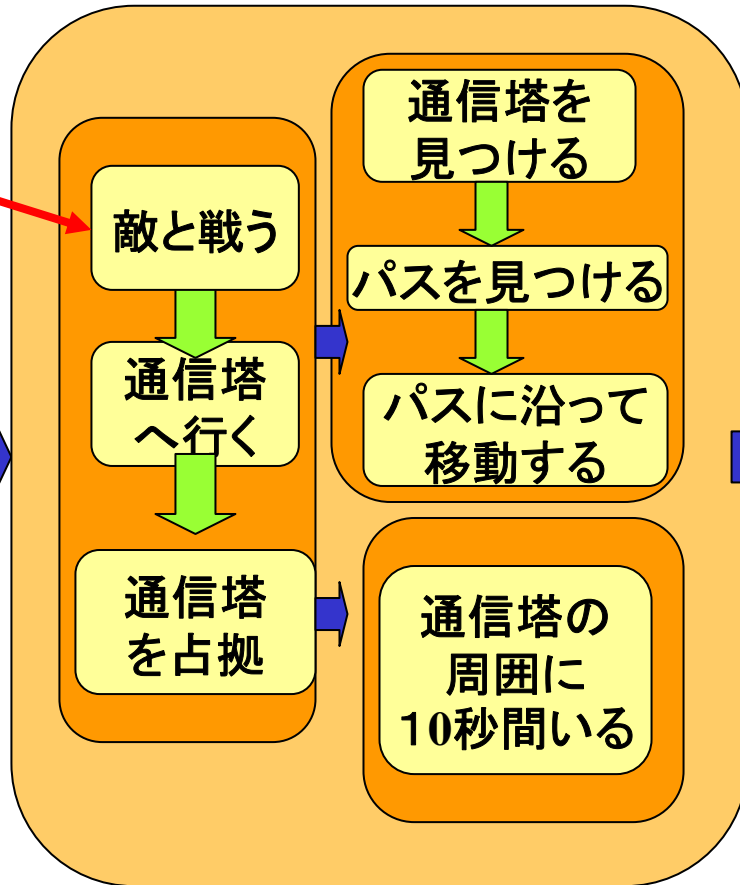 敵と戦う
通信塔
へ行く
通信塔
を占拠
通信塔を
見つける
パスを見つける
パスに沿って
移動する
通信塔の
周囲に
10秒間いる